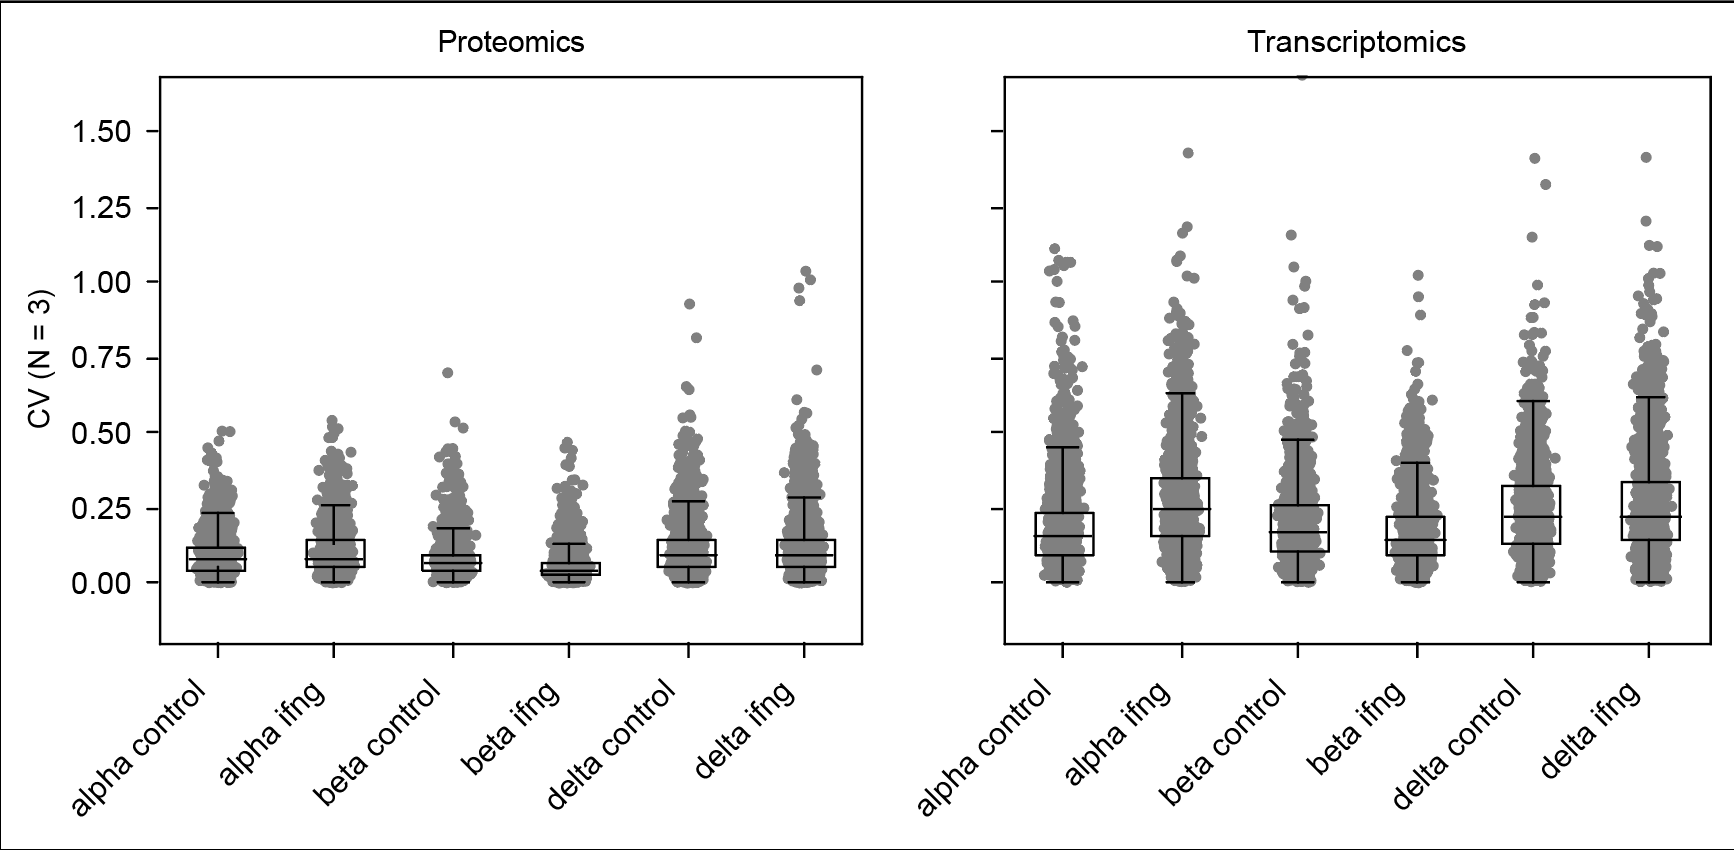 Proteomics
Transcriptomics
CV (N = 3)
1.50
1.25
1.00
0.75
0.50
0.25
0.00
alpha control
alpha ifng
beta control
beta ifng
delta control
delta ifng
alpha control
alpha ifng
beta control
beta ifng
delta control
delta ifng